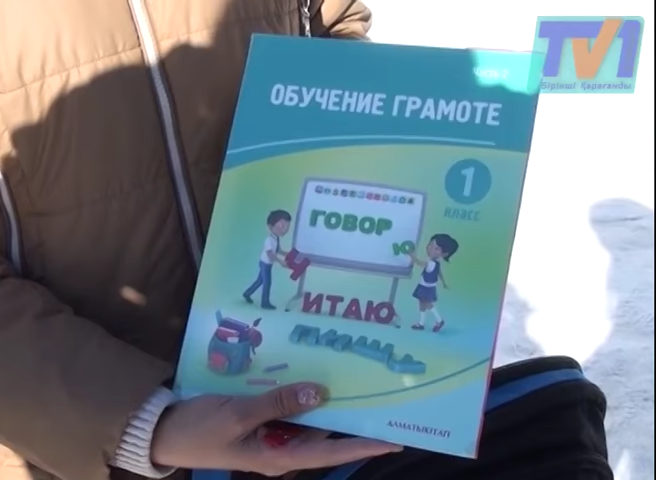 TV1
Бірінші Қарағанды
ОБУЧЕНИЕ ГРАМОТЕ
1
класс
ГОВОР
Ю
Ч
ИТАЮ
АЛМАТЫКІТАП